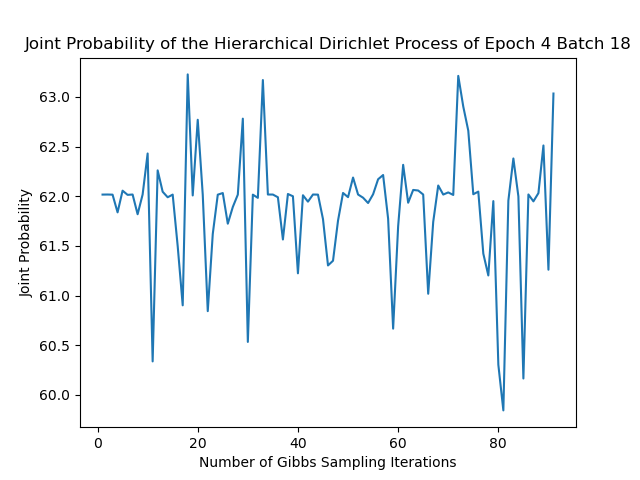 Joint Probability of the Hierarchical Dirichlet Process of Epoch 4 Batch 18
63.0
62.5
62.0
61.5
61.0
60.5
60.0
Joint Probability
0 20 40 60 80
Number of Gibbs Sampling Iterations